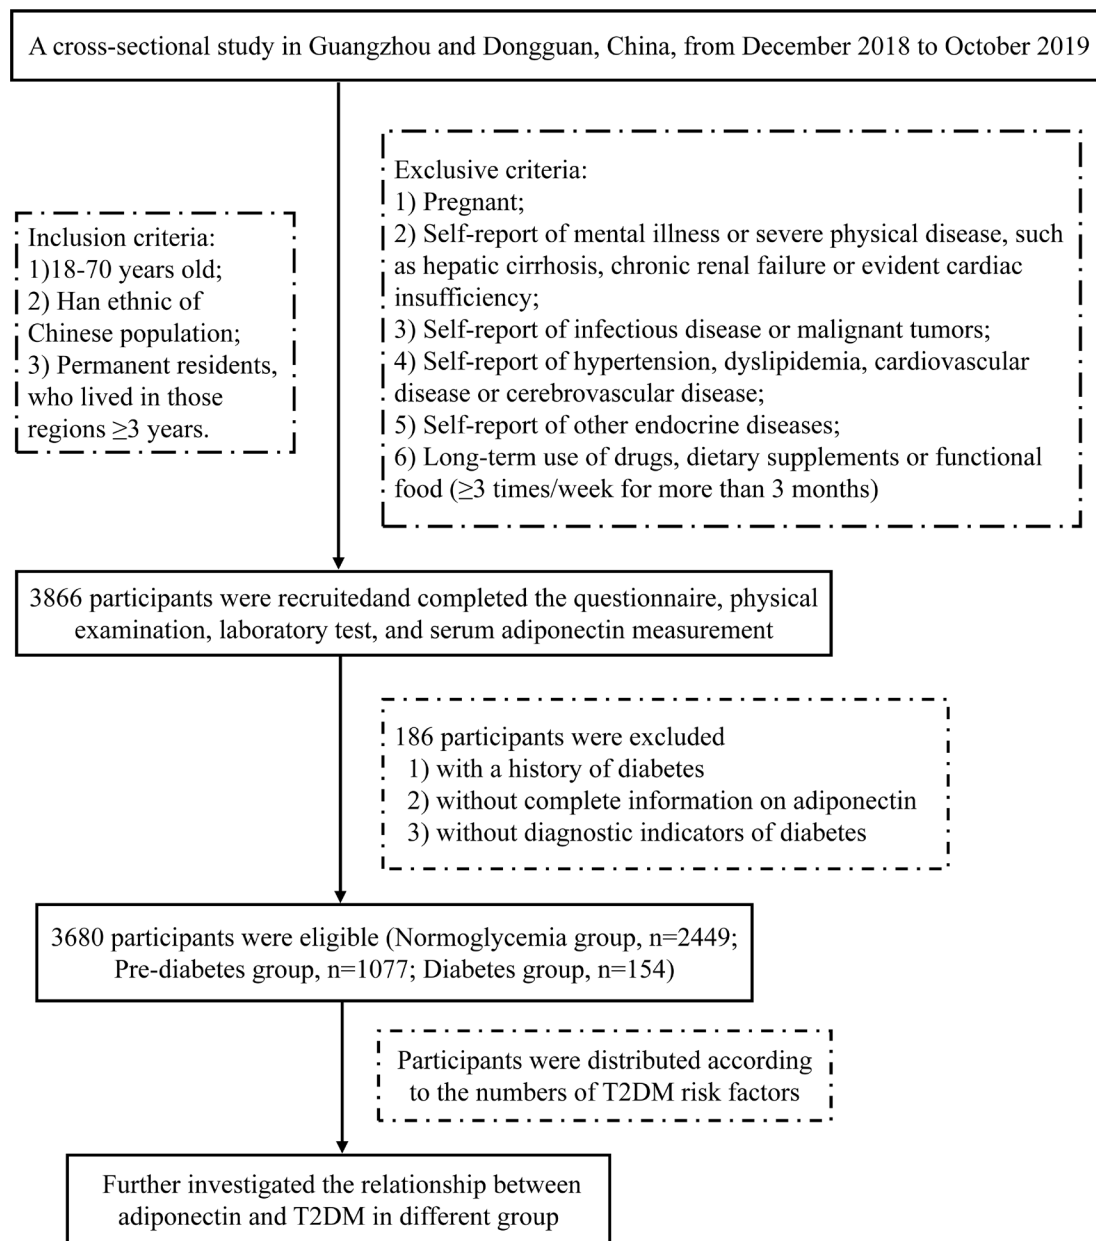 A cross-sectional study in Guangzhou and Dongguan, China, from December 2018 to October 2019
Inclusion criteria:
1)18-70 years old;
2) Han ethnic of
Chinese population;
3) Permanent residents,
who lived in those
regions ≥3 years.
Exclusive criteria:
1) Pregnant;
2) Self-report of mental illness or severe physical disease, such
as hepatic cirrhosis, chronic renal failure or evident cardiac
insufficiency;
3) Self-report of infectious disease or malignant tumors;
4) Self-report of hypertension, dyslipidemia, cardiovascular
disease or cerebrovascular disease;
5) Self-report of other endocrine diseases;
6) Long-term use of drugs, dietary supplements or functional
food (≥3 times/week for more than 3 months)
3866 participants were recruitedand completed the questionnaire, physical
examination, laboratory test, and serum adiponectin measurement
186 participants were excluded
1) with a history of diabetes
2) without complete information on adiponectin
3) without diagnostic indicators of diabetes
3680 participants were eligible (Normoglycemia group, n=2449;
Pre-diabetes group, n=1077; Diabetes group, n=154)
Participants were distributed according
to the numbers of T2DM risk factors
Further investigated the relationship between
adiponectin and T2DM in different group